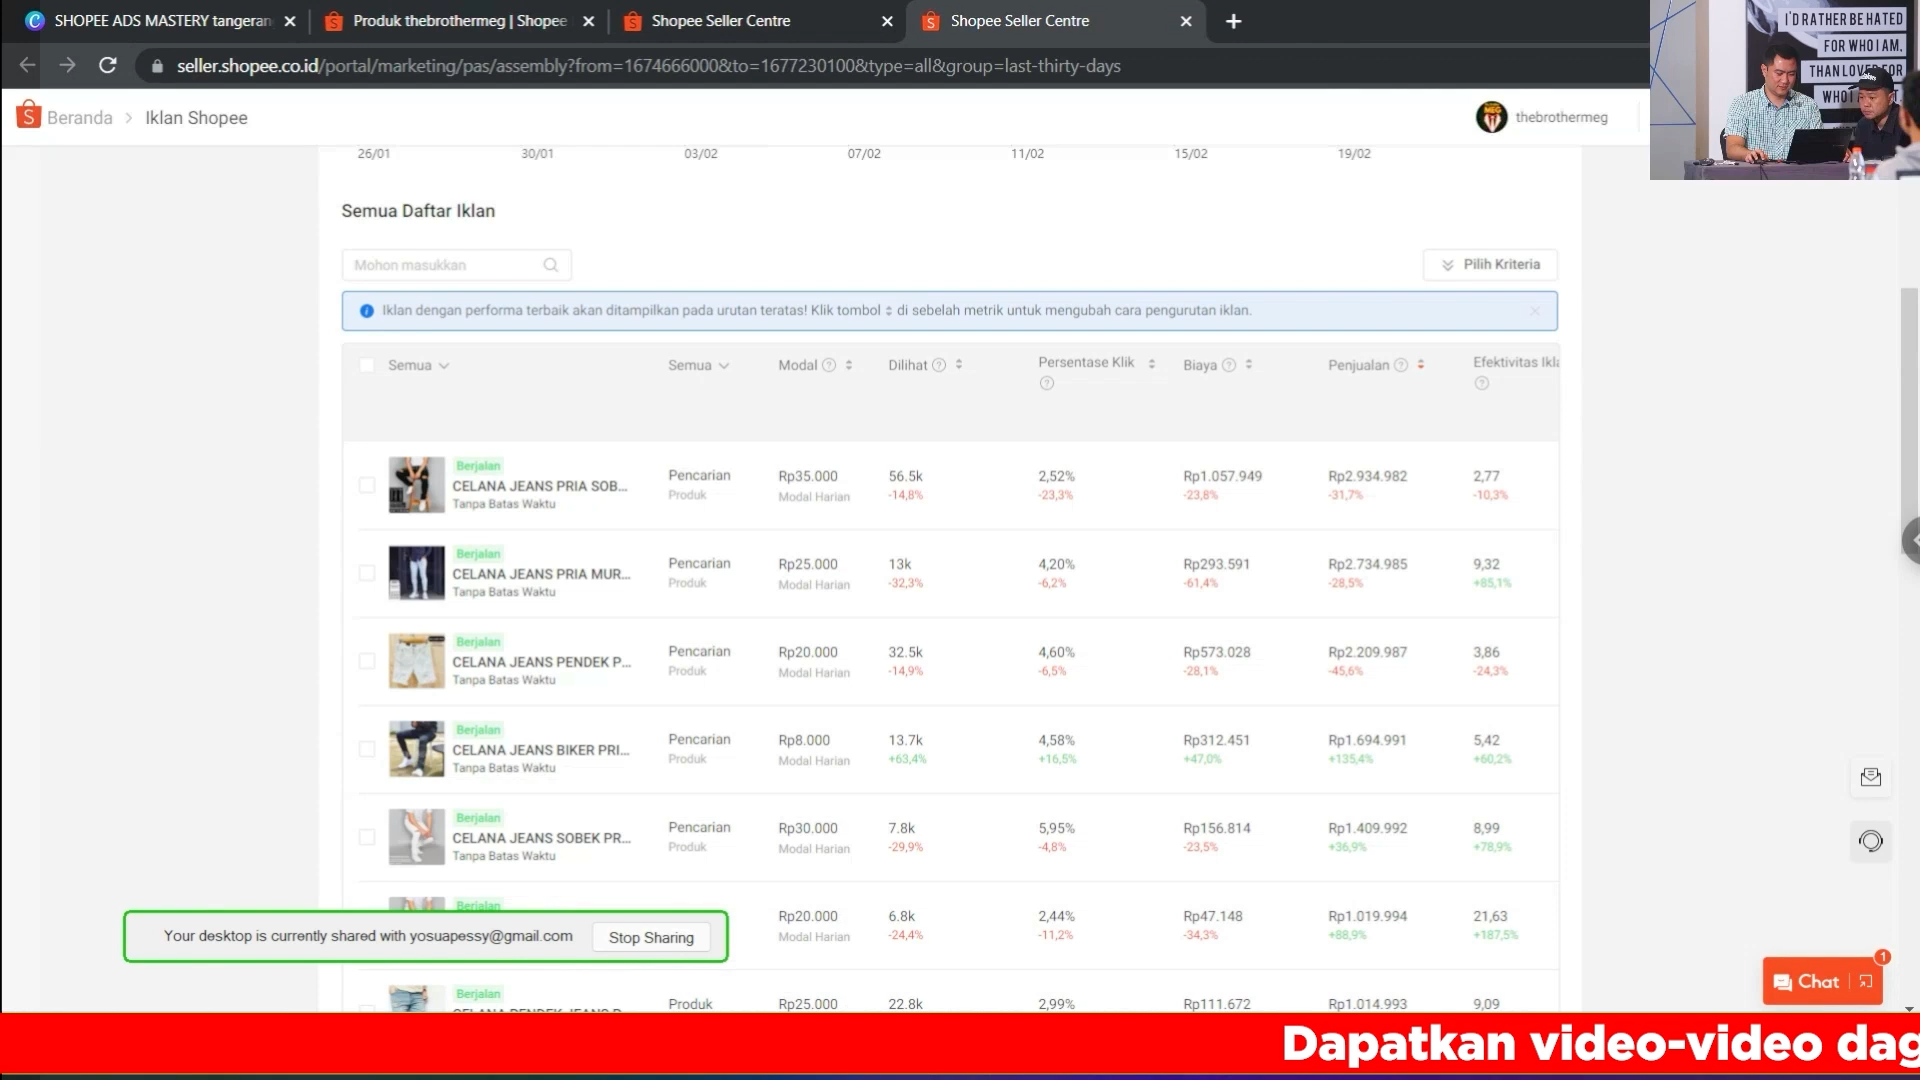 SHOPEE ADS MASTERY tangeran
Produk thebrothermeg | Shopee
Shopee Seller Centre
Shopee Seller Centre
seller.shopee.co.id/portal/marketing/pas/assembly?from=1674666000&to=1677230100&type=all&group=last-thirty-days
I'D RATHER BE HATED
FOR WHO I AM.
THAN LOVED FOR
Beranda > Iklan Shopee
thebrothermeg
26/01 30/01 03/02 07/02 11/02 15/02 19/02
Semua Daftar Iklan
Mohon masukkan
Pilih Kriteria
Iklan dengan performa terbaik akan ditampilkan pada urutan teratas! Klik tombol di sebelah metrik untuk mengubah cara pengurutan iklan.
Semua Semua Modal Dilihat Persentase Klik Biaya Penjualan Efektivitas Ikla
Berjalan
CELANA JEANS PRIA SOB... Pencarian Rp35.000 56.5k 2,52% Rp1.057.949 Rp2.934.982 2,77
Tanpa Batas Waktu Produk Modal Harian -14,8% -23,3% -23,8% -31,7% -10,3%
Berjalan
CELANA JEANS PRIA MUR... Pencarian Rp25.000 13k 4,20% Rp293.591 Rp2.734.985 9,32
Tanpa Batas Waktu Produk Modal Harian -32,3% -6,2% -61,4% -28,5% +85,1%
Berjalan
CELANA JEANS PENDEK P... Pencarian Rp20.000 32.5k 4,60% Rp573.028 Rp2.209.987 3,86
Tanpa Batas Waktu Produk Modal Harian -14,9% -6,5% -28,1% -45,6% -24,3%
Berjalan
CELANA JEANS BIKER PRI... Pencarian Rp8.000 13.7k 4,58% Rp312.451 Rp1.694.991 5,42
Tanpa Batas Waktu Produk Modal Harian +63,4% +16,5% +47,0% +135,4% +60,2%
Berjalan
CELANA JEANS SOBEK PR... Pencarian Rp30.000 7.8k 5,95% Rp156.814 Rp1.409.992 8,99
Tanpa Batas Waktu Produk Modal Harian -29,9% -4,8% -23,5% +36,9% +78,9%
Berjalan
Rp20.000 6.8k 2,44% Rp47.148 Rp1.019.994 21,63
Modal Harian -24,4% -11,2% -34,3% +88,9% +187,5%
Your desktop is currently shared with yosuapessy@gmail.com Stop Sharing
Berjalan
Produk Rp25.000 22.8k 2,99% Rp111.672 Rp1.014.993 9,09
Chat
1
Dapatkan video-video dag